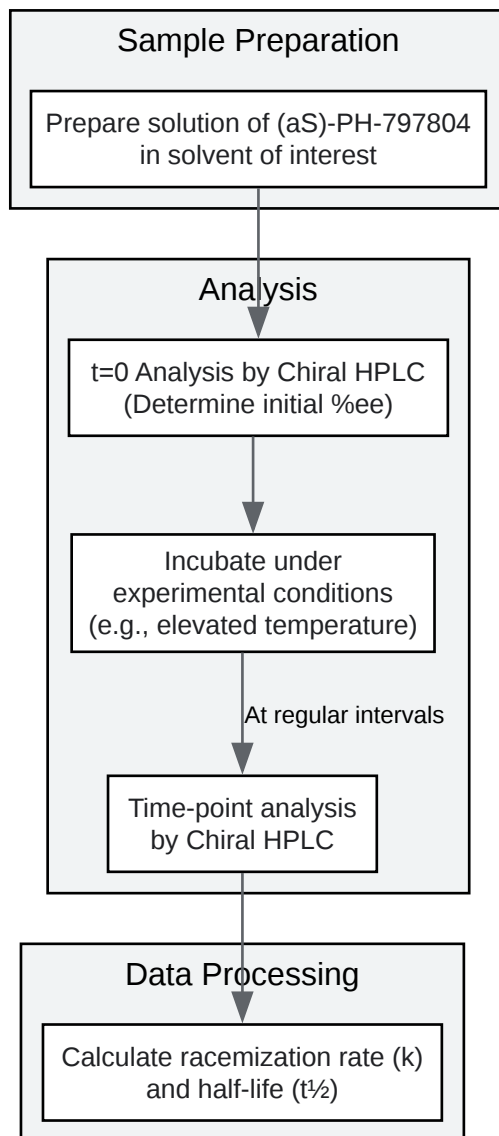 Sample Preparation
Prepare solution of (aS)-PH-797804
in solvent of interest
Analysis
t=0 Analysis by Chiral HPLC
(Determine initial %ee)
Incubate under
experimental conditions
(e.g., elevated temperature)
At regular intervals
Time-point analysis
by Chiral HPLC
Data Processing
Calculate racemization rate (k)
and half-life (t½)